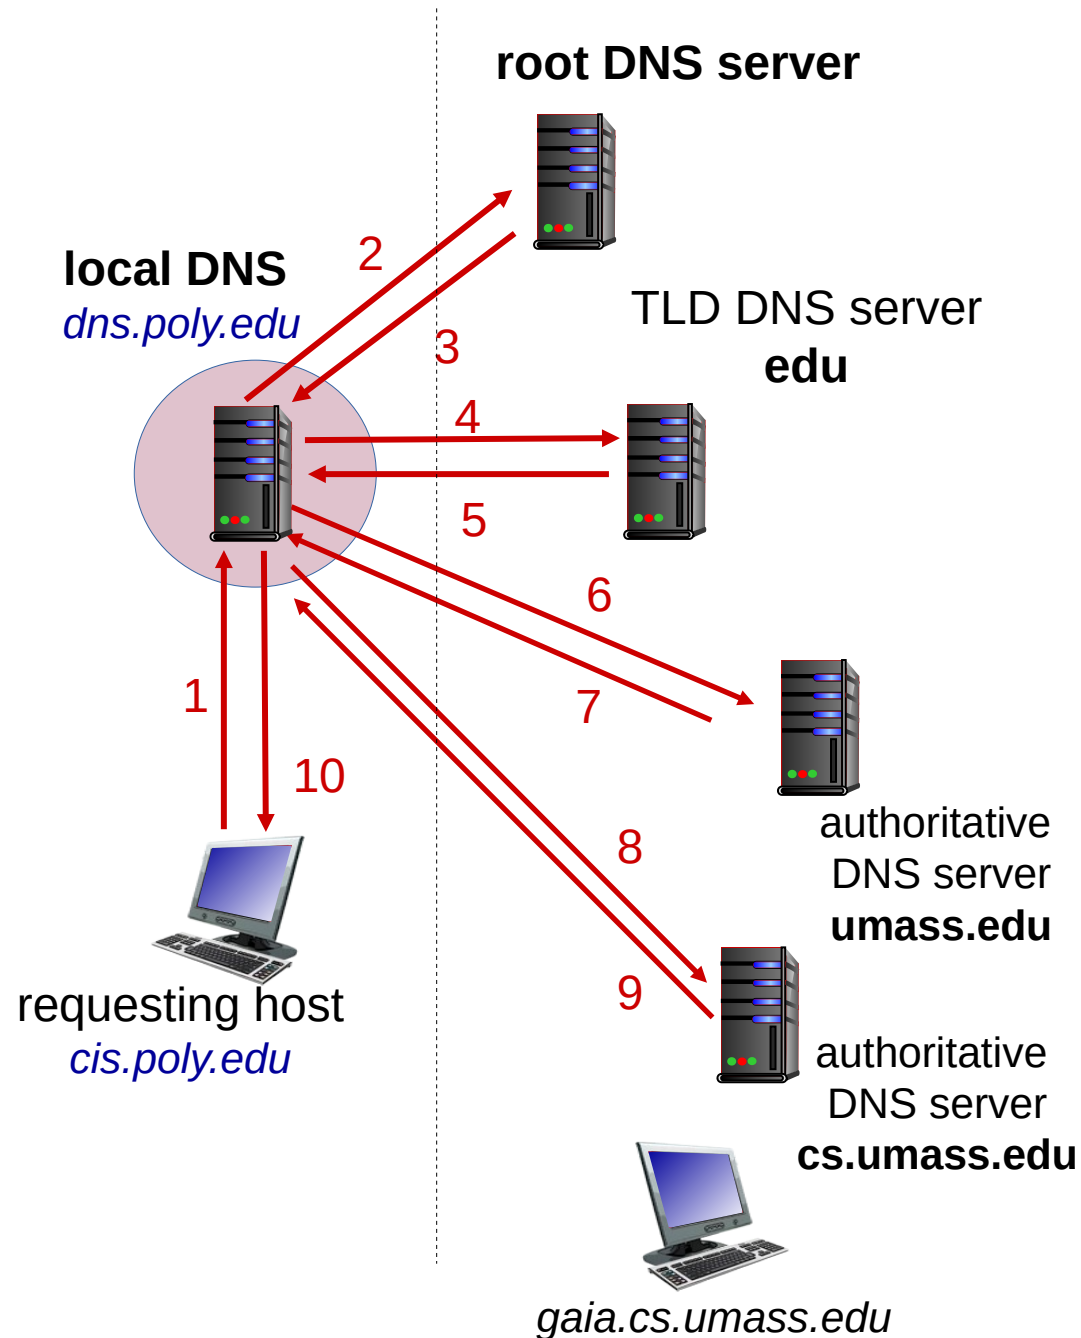 root DNS server
2
local DNS
dns.poly.edu
TLD DNS server
3
edu
4
5
6
1
7
10
authoritative
8
DNS server
umass.edu
9
requesting host
cis.poly.edu
authoritative
DNS server
cs.umass.edu
gaia.cs.umass.edu